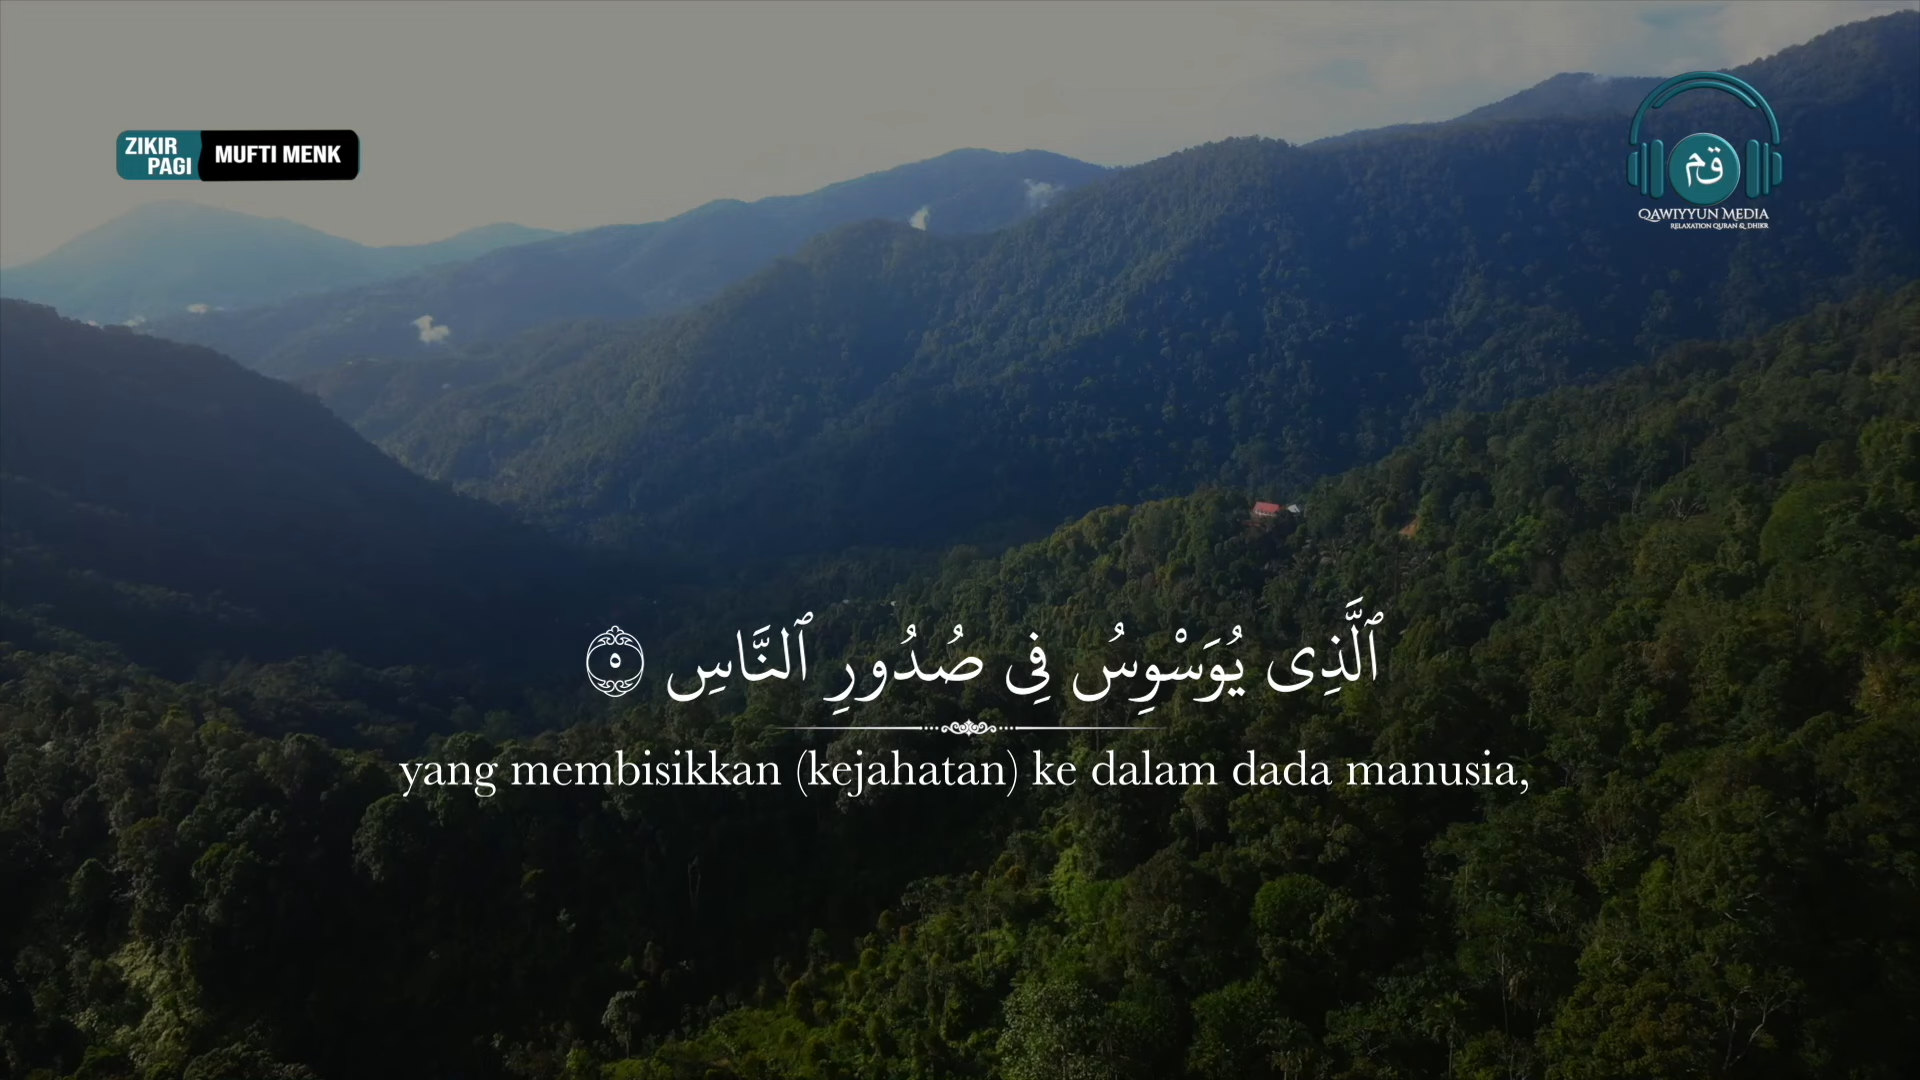 ZIKIR
PAGI
MUFTI MENK
قم
QAWIYYUN MEDIA
RELAXATION QURAN & DHIKR
ٱلَّذِى يُوَسْوِسُ فِى صُدُورِ ٱلنَّاسِ ٥
yang membisikkan (kejahatan) ke dalam dada manusia,